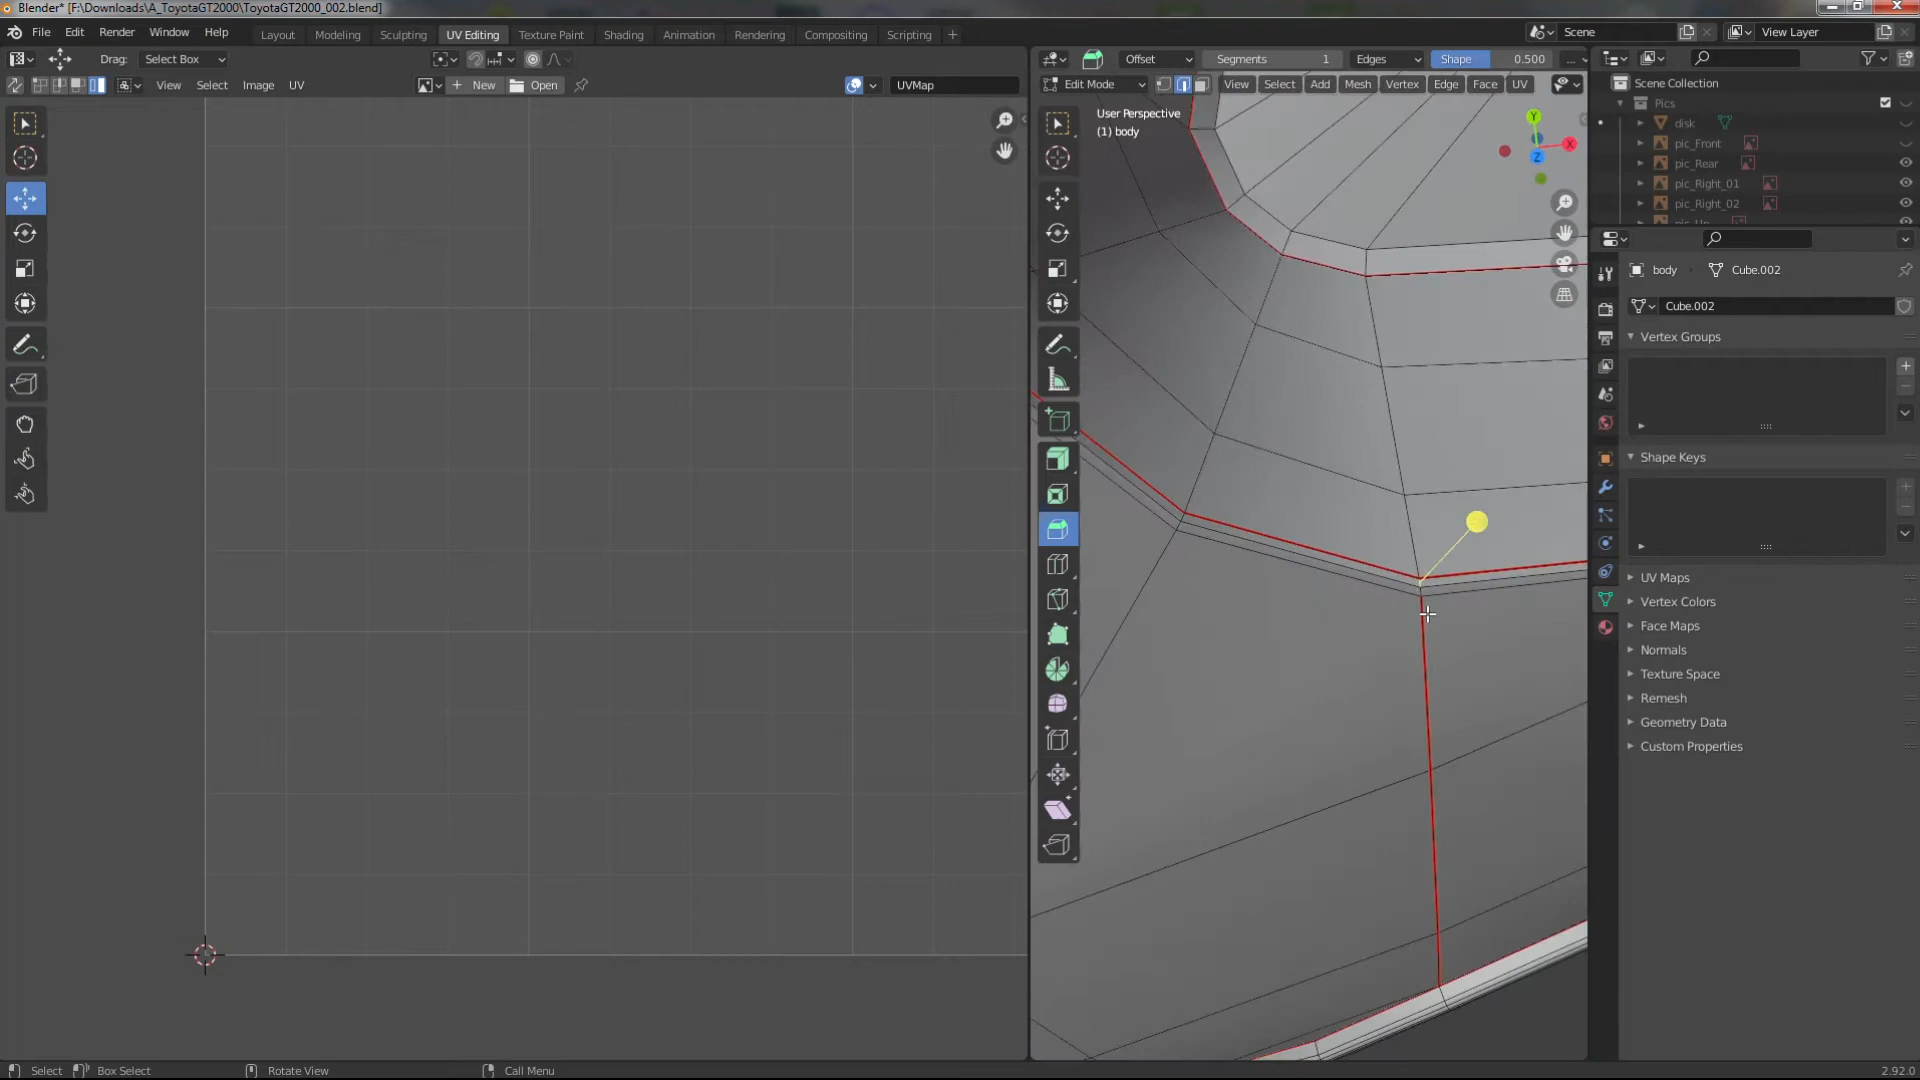 Blender* [F:\Downloads\A_ToyotaGT2000\ToyotaGT2000_002.blend]
File Edit Render Window Help Layout Modeling Sculpting UV Editing Texture Paint Shading Animation Rendering Compositing Scripting + Scene View Layer
Drag: Select Box Offset Segments 1 Edges Shape 0.500 ...
View Select Image UV + New Open UVMap Edit Mode View Select Add Mesh Vertex Edge Face UV Scene Collection
Pics
User Perspective
(1) body
Y
X
Z
disk
pic_Front
pic_Rear
pic_Right_01
pic_Right_02
body Cube.002
Cube.002
Vertex Groups
Shape Keys
UV Maps
Vertex Colors
Face Maps
Normals
Texture Space
Remesh
Geometry Data
Custom Properties
Select Box Select Rotate View Call Menu 2.92.0